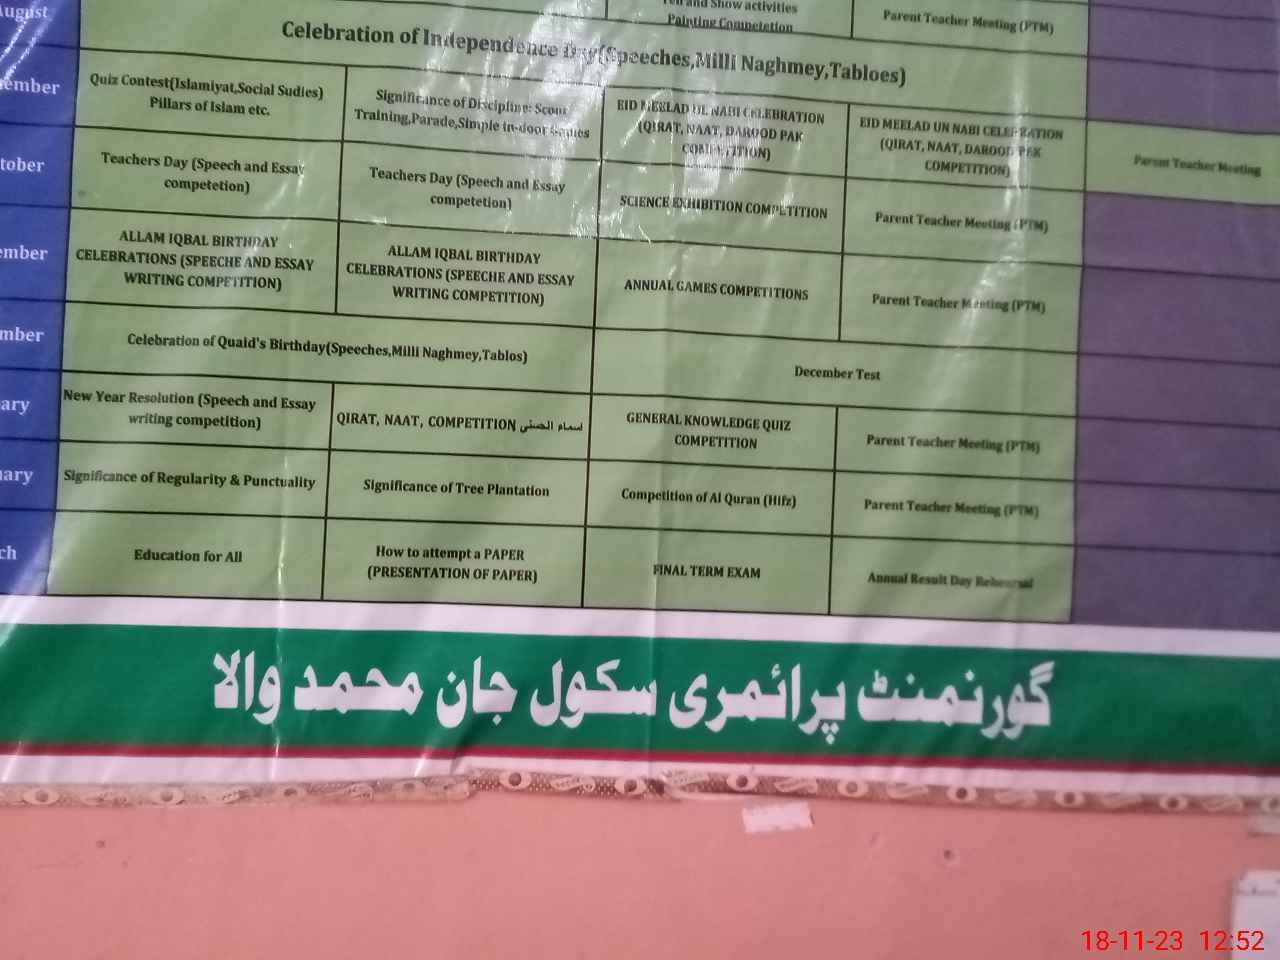 August
and Show activities
Painting Competetion
Parent Teacher Meeting (PTM)
Celebration of Independence Day(Speeches,Milli Naghmey,Tabloes)
ember
Quiz Contest(Islamiyat,Social Sudies)
Pillars of Islam etc.
Significance of Discipline: Scout
Training,Parade,Simple in-door Games
EID MEELAD UL NABI CELEBRATION
(QIRAT, NAAT, DAROOD PAK
COMPETITION)
EID MEELAD UN NABI CELEBRATION
(QIRAT, NAAT, DAROOD PAK
COMPETITION)
Parent Teacher Meeting
tober
Teachers Day (Speech and Essay
competetion)
Teachers Day (Speech and Essay
competetion)
SCIENCE EXHIBITION COMPETITION
Parent Teacher Meeting (PTM)
ember
ALLAM IQBAL BIRTHDAY
CELEBRATIONS (SPEECHE AND ESSAY
WRITING COMPETITION)
ALLAM IQBAL BIRTHDAY
CELEBRATIONS (SPEECHE AND ESSAY
WRITING COMPETITION)
ANNUAL GAMES COMPETITIONS
Parent Teacher Meeting (PTM)
mber
Celebration of Quaid's Birthday(Speeches,Milli Naghmey,Tablos)
December Test
ary
New Year Resolution (Speech and Essay
writing competition)
QIRAT, NAAT, COMPETITION اسماء الحسنٰی
GENERAL KNOWLEDGE QUIZ
COMPETITION
Parent Teacher Meeting (PTM)
uary
Significance of Regularity & Punctuality
Significance of Tree Plantation
Competition of Al Quran (Hifz)
Parent Teacher Meeting (PTM)
ch
Education for All
How to attempt a PAPER
(PRESENTATION OF PAPER)
FINAL TERM EXAM
Annual Result Day Rehearsal
گورنمنٹ پرائمری سکول جان محمد والا
18-11-23 12:52